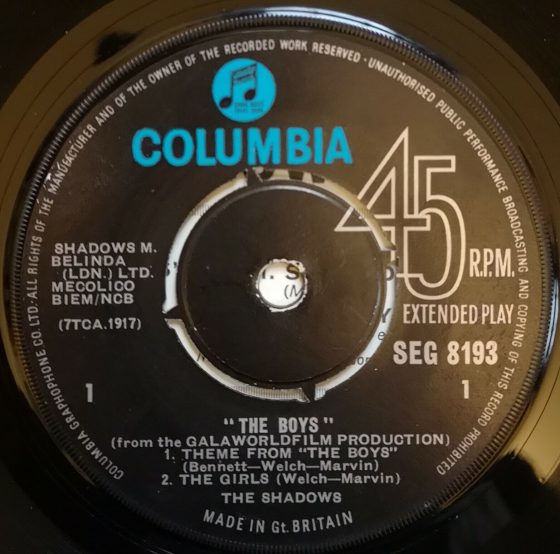 COLUMBIA GRAPHOPHONE.CO.LTD. ALL RIGHTS OF THE MANUFACTURER AND OF THE OWNER OF THE RECORDED WORK RESERVED · UNAUTHORISED PUBLIC PERFORMANCE BROADCASTING AND COPYING OF THIS RECORD PROHIBITED
COLUMBIA
45
R.P.M.
EXTENDED PLAY
SHADOWS M.
BELINDA
(LDN.) LTD.
MECOLICO
BIEM/NCB
(7TCA.1917)
SEG 8193
1
1
"THE BOYS"
(from the GALAWORLDFILM PRODUCTION)
1. THEME FROM "THE BOYS"
(Bennett—Welch—Marvin)
2. THE GIRLS (Welch—Marvin)
THE SHADOWS
MADE IN Gt. BRITAIN